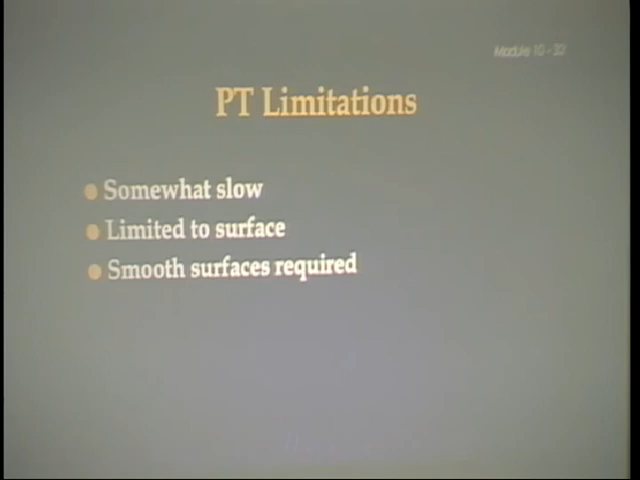 Module 10 - 32
PT Limitations
Somewhat slow
Limited to surface
Smooth surfaces required